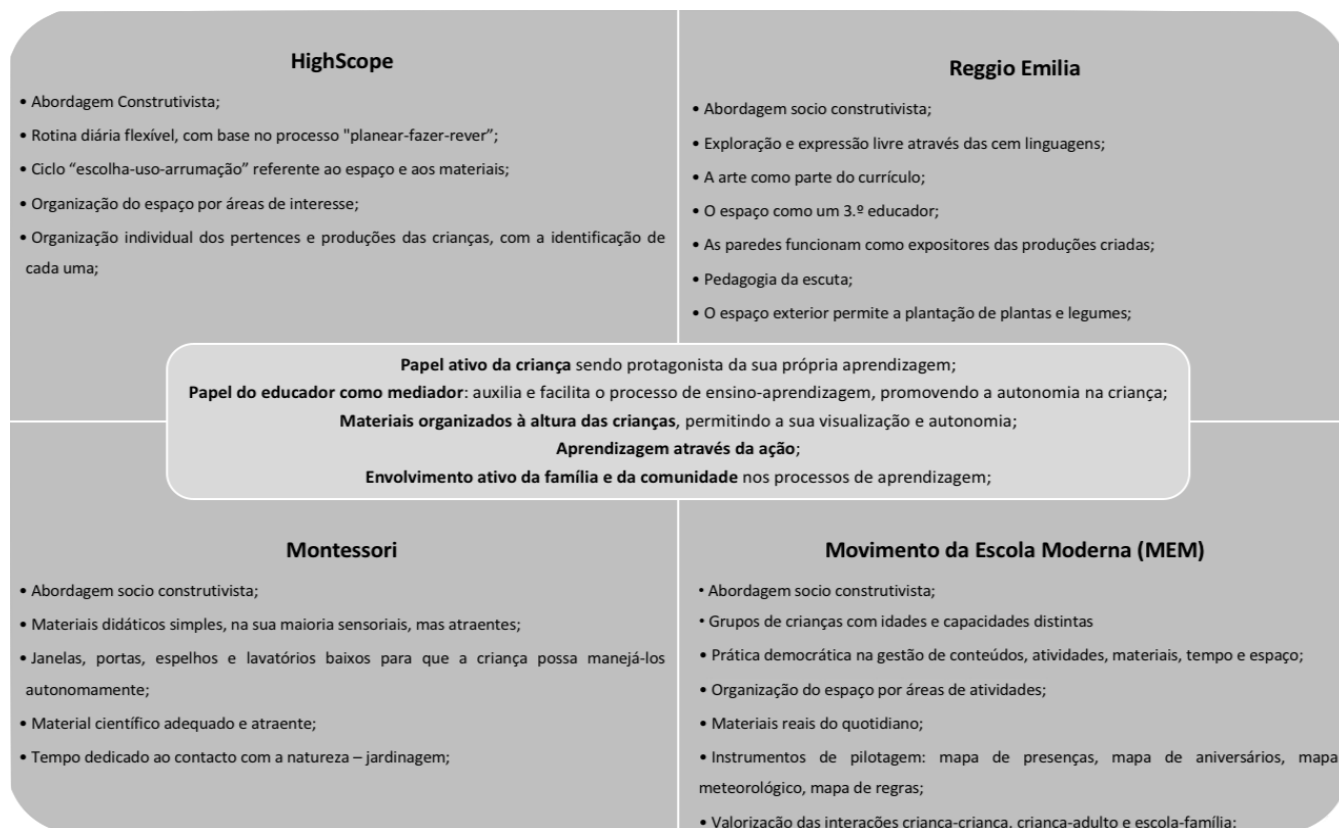 HighScope
• Abordagem Construtivista;
• Rotina diária flexível, com base no processo "planear-fazer-rever";
• Ciclo "escolha-uso-arrumação" referente ao espaço e aos materiais;
• Organização do espaço por áreas de interesse;
• Organização individual dos pertences e produções das crianças, com a identificação de
cada uma;
Reggio Emilia
• Abordagem socio construtivista;
• Exploração e expressão livre através das cem linguagens;
• A arte como parte do currículo;
• O espaço como um 3.º educador;
• As paredes funcionam como expositores das produções criadas;
• Pedagogia da escuta;
• O espaço exterior permite a plantação de plantas e legumes;
Papel ativo da criança sendo protagonista da sua própria aprendizagem;
Papel do educador como mediador: auxilia e facilita o processo de ensino-aprendizagem, promovendo a autonomia na criança;
Materiais organizados à altura das crianças, permitindo a sua visualização e autonomia;
Aprendizagem através da ação;
Envolvimento ativo da família e da comunidade nos processos de aprendizagem;
Montessori
• Abordagem socio construtivista;
• Materiais didáticos simples, na sua maioria sensoriais, mas atraentes;
• Janelas, portas, espelhos e lavatórios baixos para que a criança possa manejá-los
autonomamente;
• Material científico adequado e atraente;
• Tempo dedicado ao contacto com a natureza – jardinagem;
Movimento da Escola Moderna (MEM)
• Abordagem socio construtivista;
• Grupos de crianças com idades e capacidades distintas
• Prática democrática na gestão de conteúdos, atividades, materiais, tempo e espaço;
• Organização do espaço por áreas de atividades;
• Materiais reais do quotidiano;
• Instrumentos de pilotagem: mapa de presenças, mapa de aniversários, mapa
meteorológico, mapa de regras;
• Valorização das interações criança-criança, criança-adulto e escola-família;